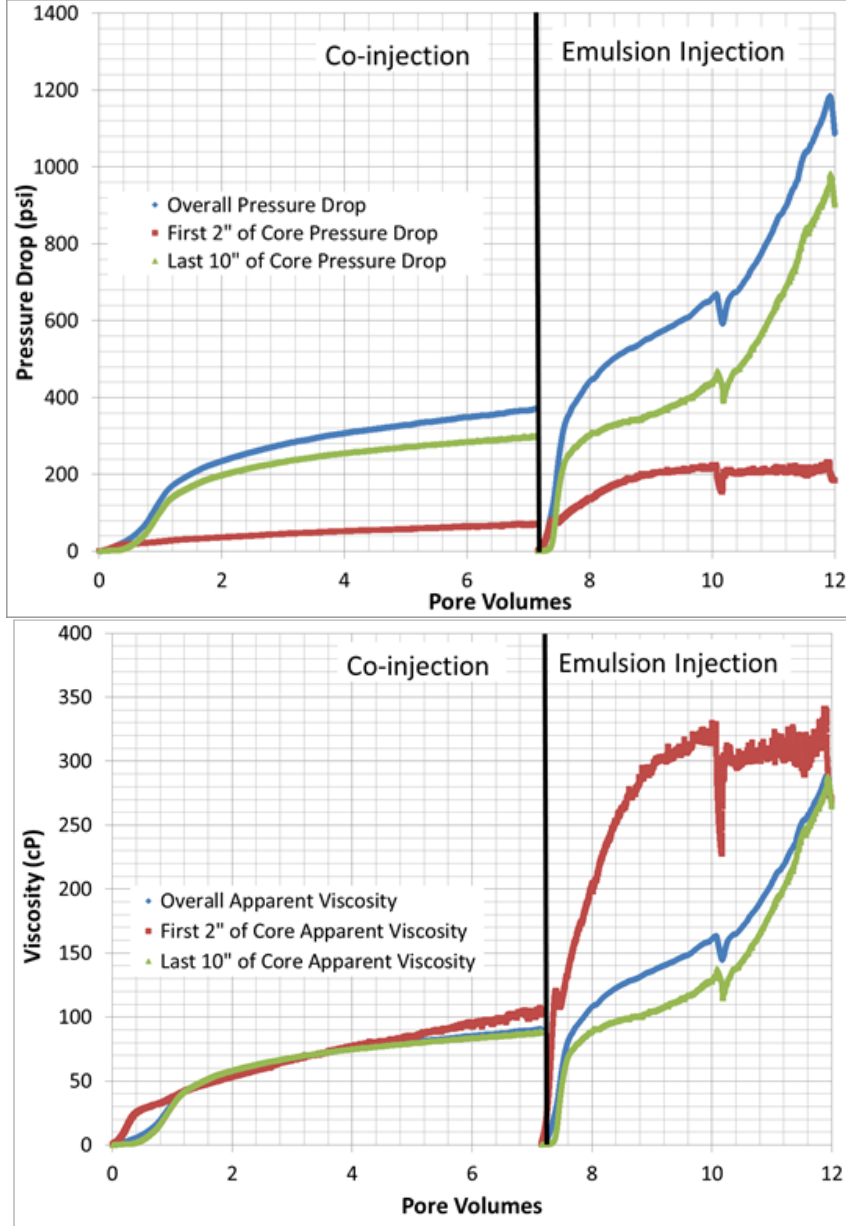 1400
1200
1000
800
600
400
200
0
Pressure Drop (psi)
Co-injection
Emulsion Injection
Overall Pressure Drop
First 2" of Core Pressure Drop
Last 10" of Core Pressure Drop
0 2 4 6 8 10 12
Pore Volumes
400
350
300
250
200
150
100
50
0
Viscosity (cP)
Co-injection
Emulsion Injection
Overall Apparent Viscosity
First 2" of Core Apparent Viscosity
Last 10" of Core Apparent Viscosity
0 2 4 6 8 10 12
Pore Volumes